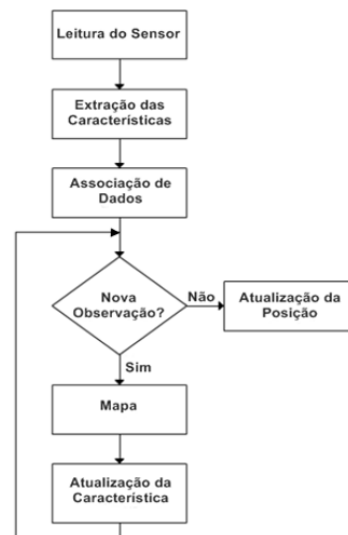 Leitura do Sensor
Extração das
Características
Associação de
Dados
Nova
Observação?
Não
Atualização da
Posição
Sim
Mapa
Atualização da
Característica